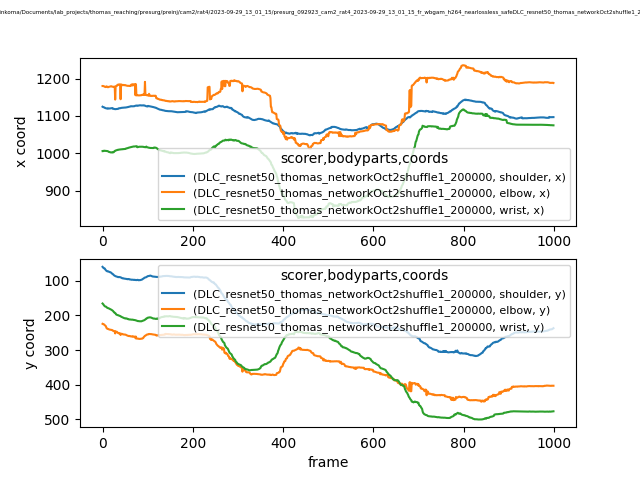 inkoma/Documents/lab_projects/thomas_reaching/presurg/preinj/cam2/rat4/2023-09-29_13_01_15/presurg_092923_cam2_rat4_2023-09-29_13_01_15_fr_wbgam_h264_nearlossless_safeDLC_resnet50_thomas_networkOct2shuffle1_2
1200
1100
1000
900
x coord
scorer,bodyparts,coords
(DLC_resnet50_thomas_networkOct2shuffle1_200000, shoulder, x)
(DLC_resnet50_thomas_networkOct2shuffle1_200000, elbow, x)
(DLC_resnet50_thomas_networkOct2shuffle1_200000, wrist, x)
0 200 400 600 800 1000
100
200
300
400
500
y coord
scorer,bodyparts,coords
(DLC_resnet50_thomas_networkOct2shuffle1_200000, shoulder, y)
(DLC_resnet50_thomas_networkOct2shuffle1_200000, elbow, y)
(DLC_resnet50_thomas_networkOct2shuffle1_200000, wrist, y)
0 200 400 600 800 1000
frame